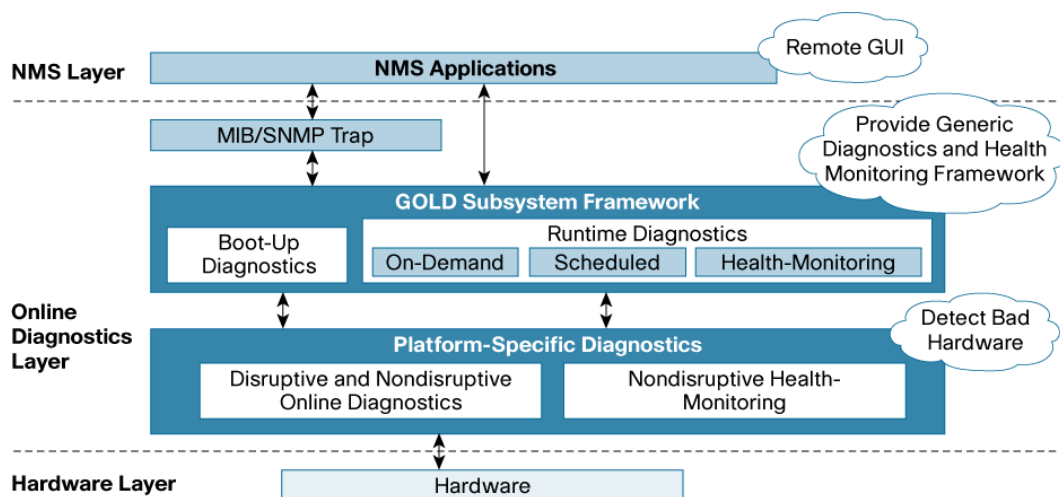 Remote GUI
NMS Layer
NMS Applications
MIB/SNMP Trap
Provide Generic
Diagnostics and Health
Monitoring Framework
GOLD Subsystem Framework
Boot-Up
Diagnostics
Runtime Diagnostics
On-Demand
Scheduled
Health-Monitoring
Online
Diagnostics
Layer
Detect Bad
Hardware
Platform-Specific Diagnostics
Disruptive and Nondisruptive
Online Diagnostics
Nondisruptive Health-
Monitoring
Hardware Layer
Hardware